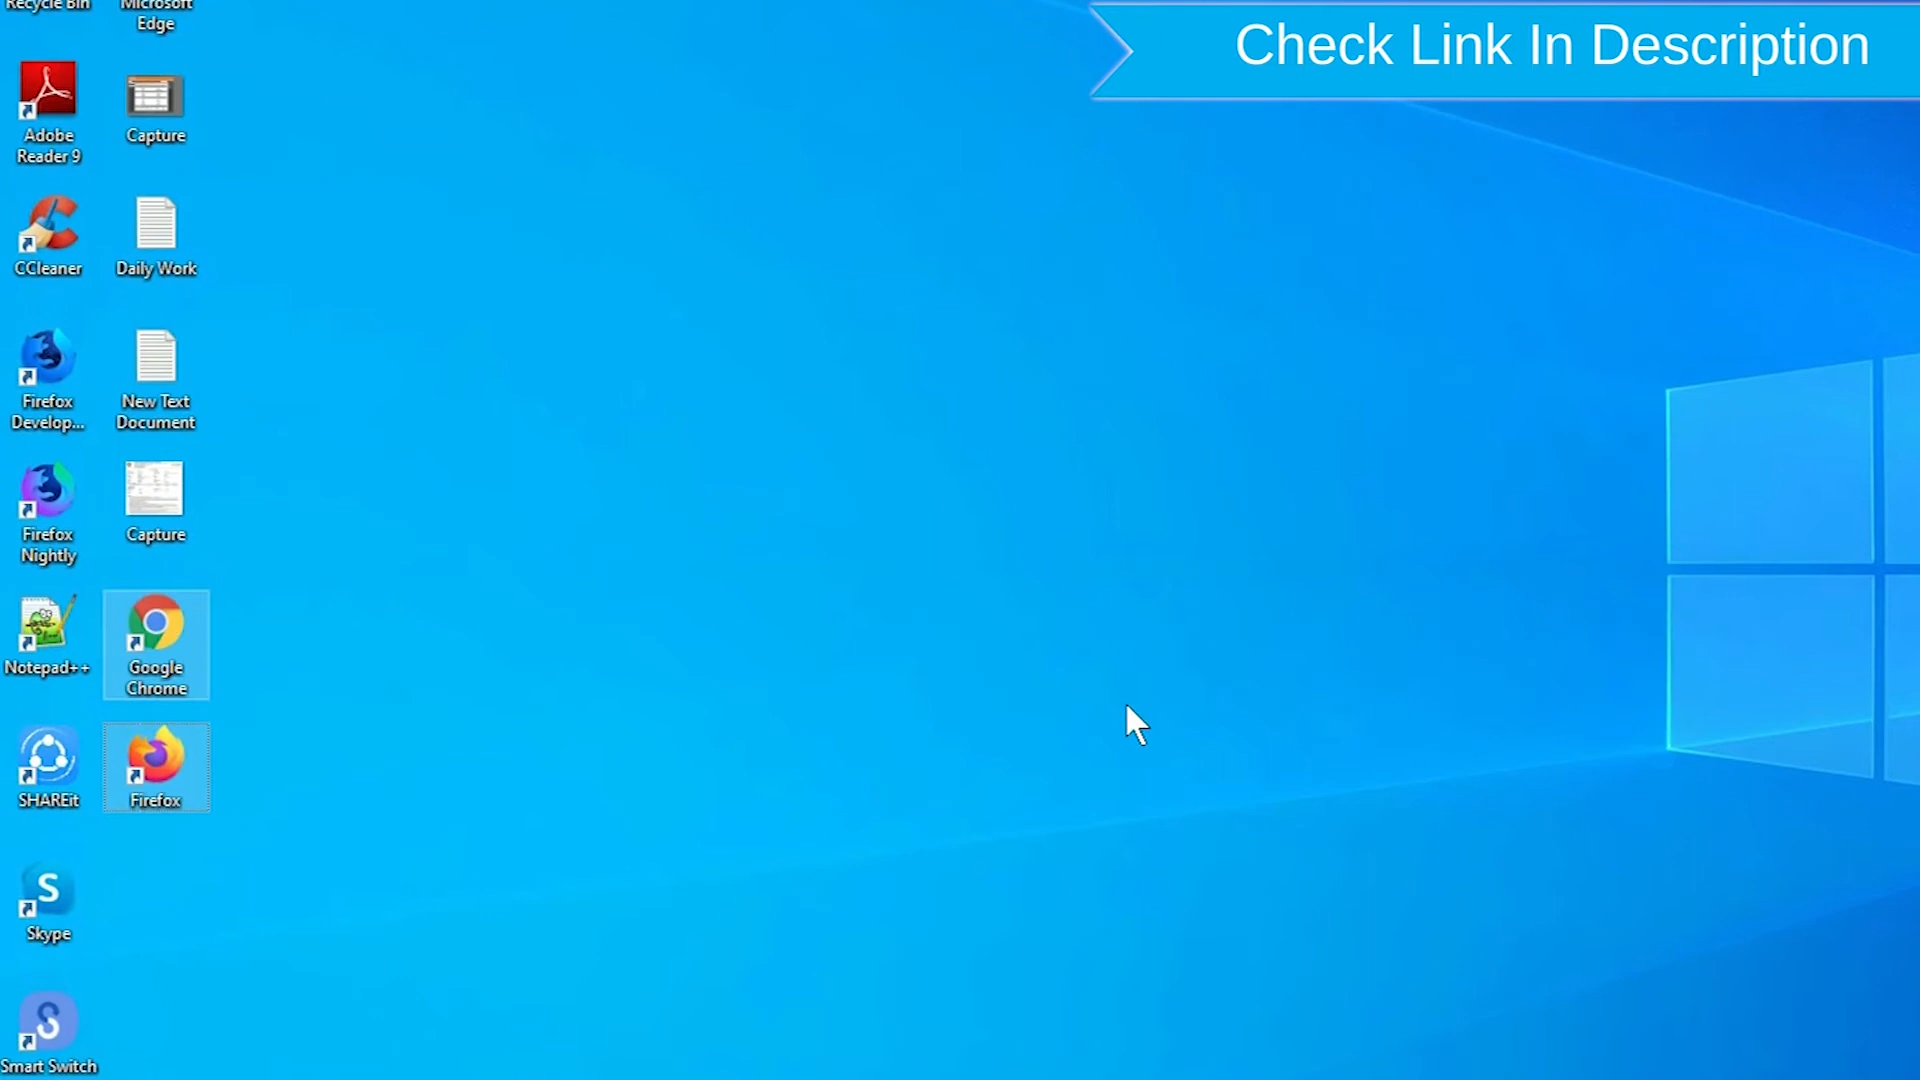 Recycle Bin
Microsoft
Edge
Check Link In Description
Adobe
Reader 9
Capture
CCleaner
Daily Work
Firefox
Develop...
New Text
Document
Firefox
Nightly
Capture
Notepad++
Google
Chrome
SHAREit
Firefox
S
Skype
Smart Switch